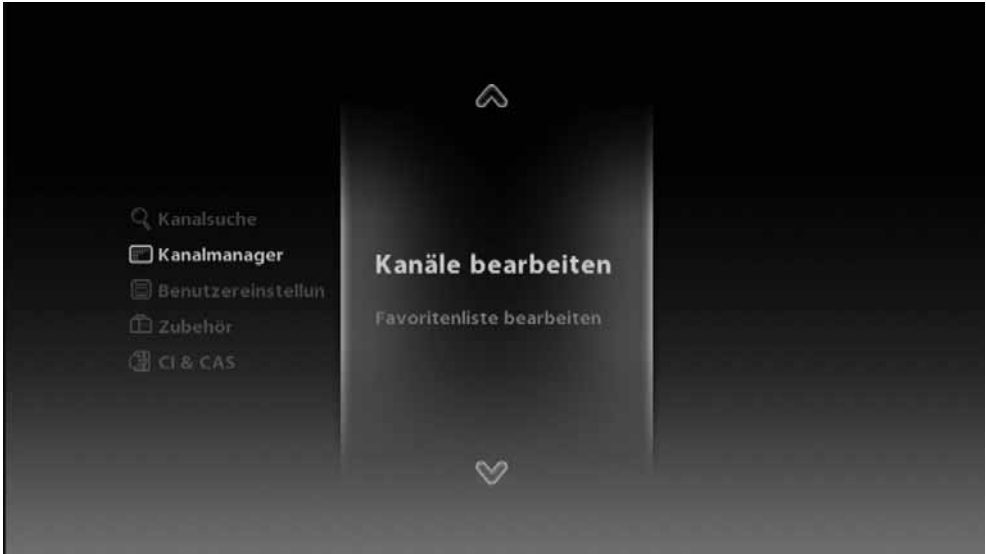 Kanalsuche
Kanalmanager
Benutzereinstellun
Zubehör
CI & CAS
Kanäle bearbeiten
Favoritenliste bearbeiten